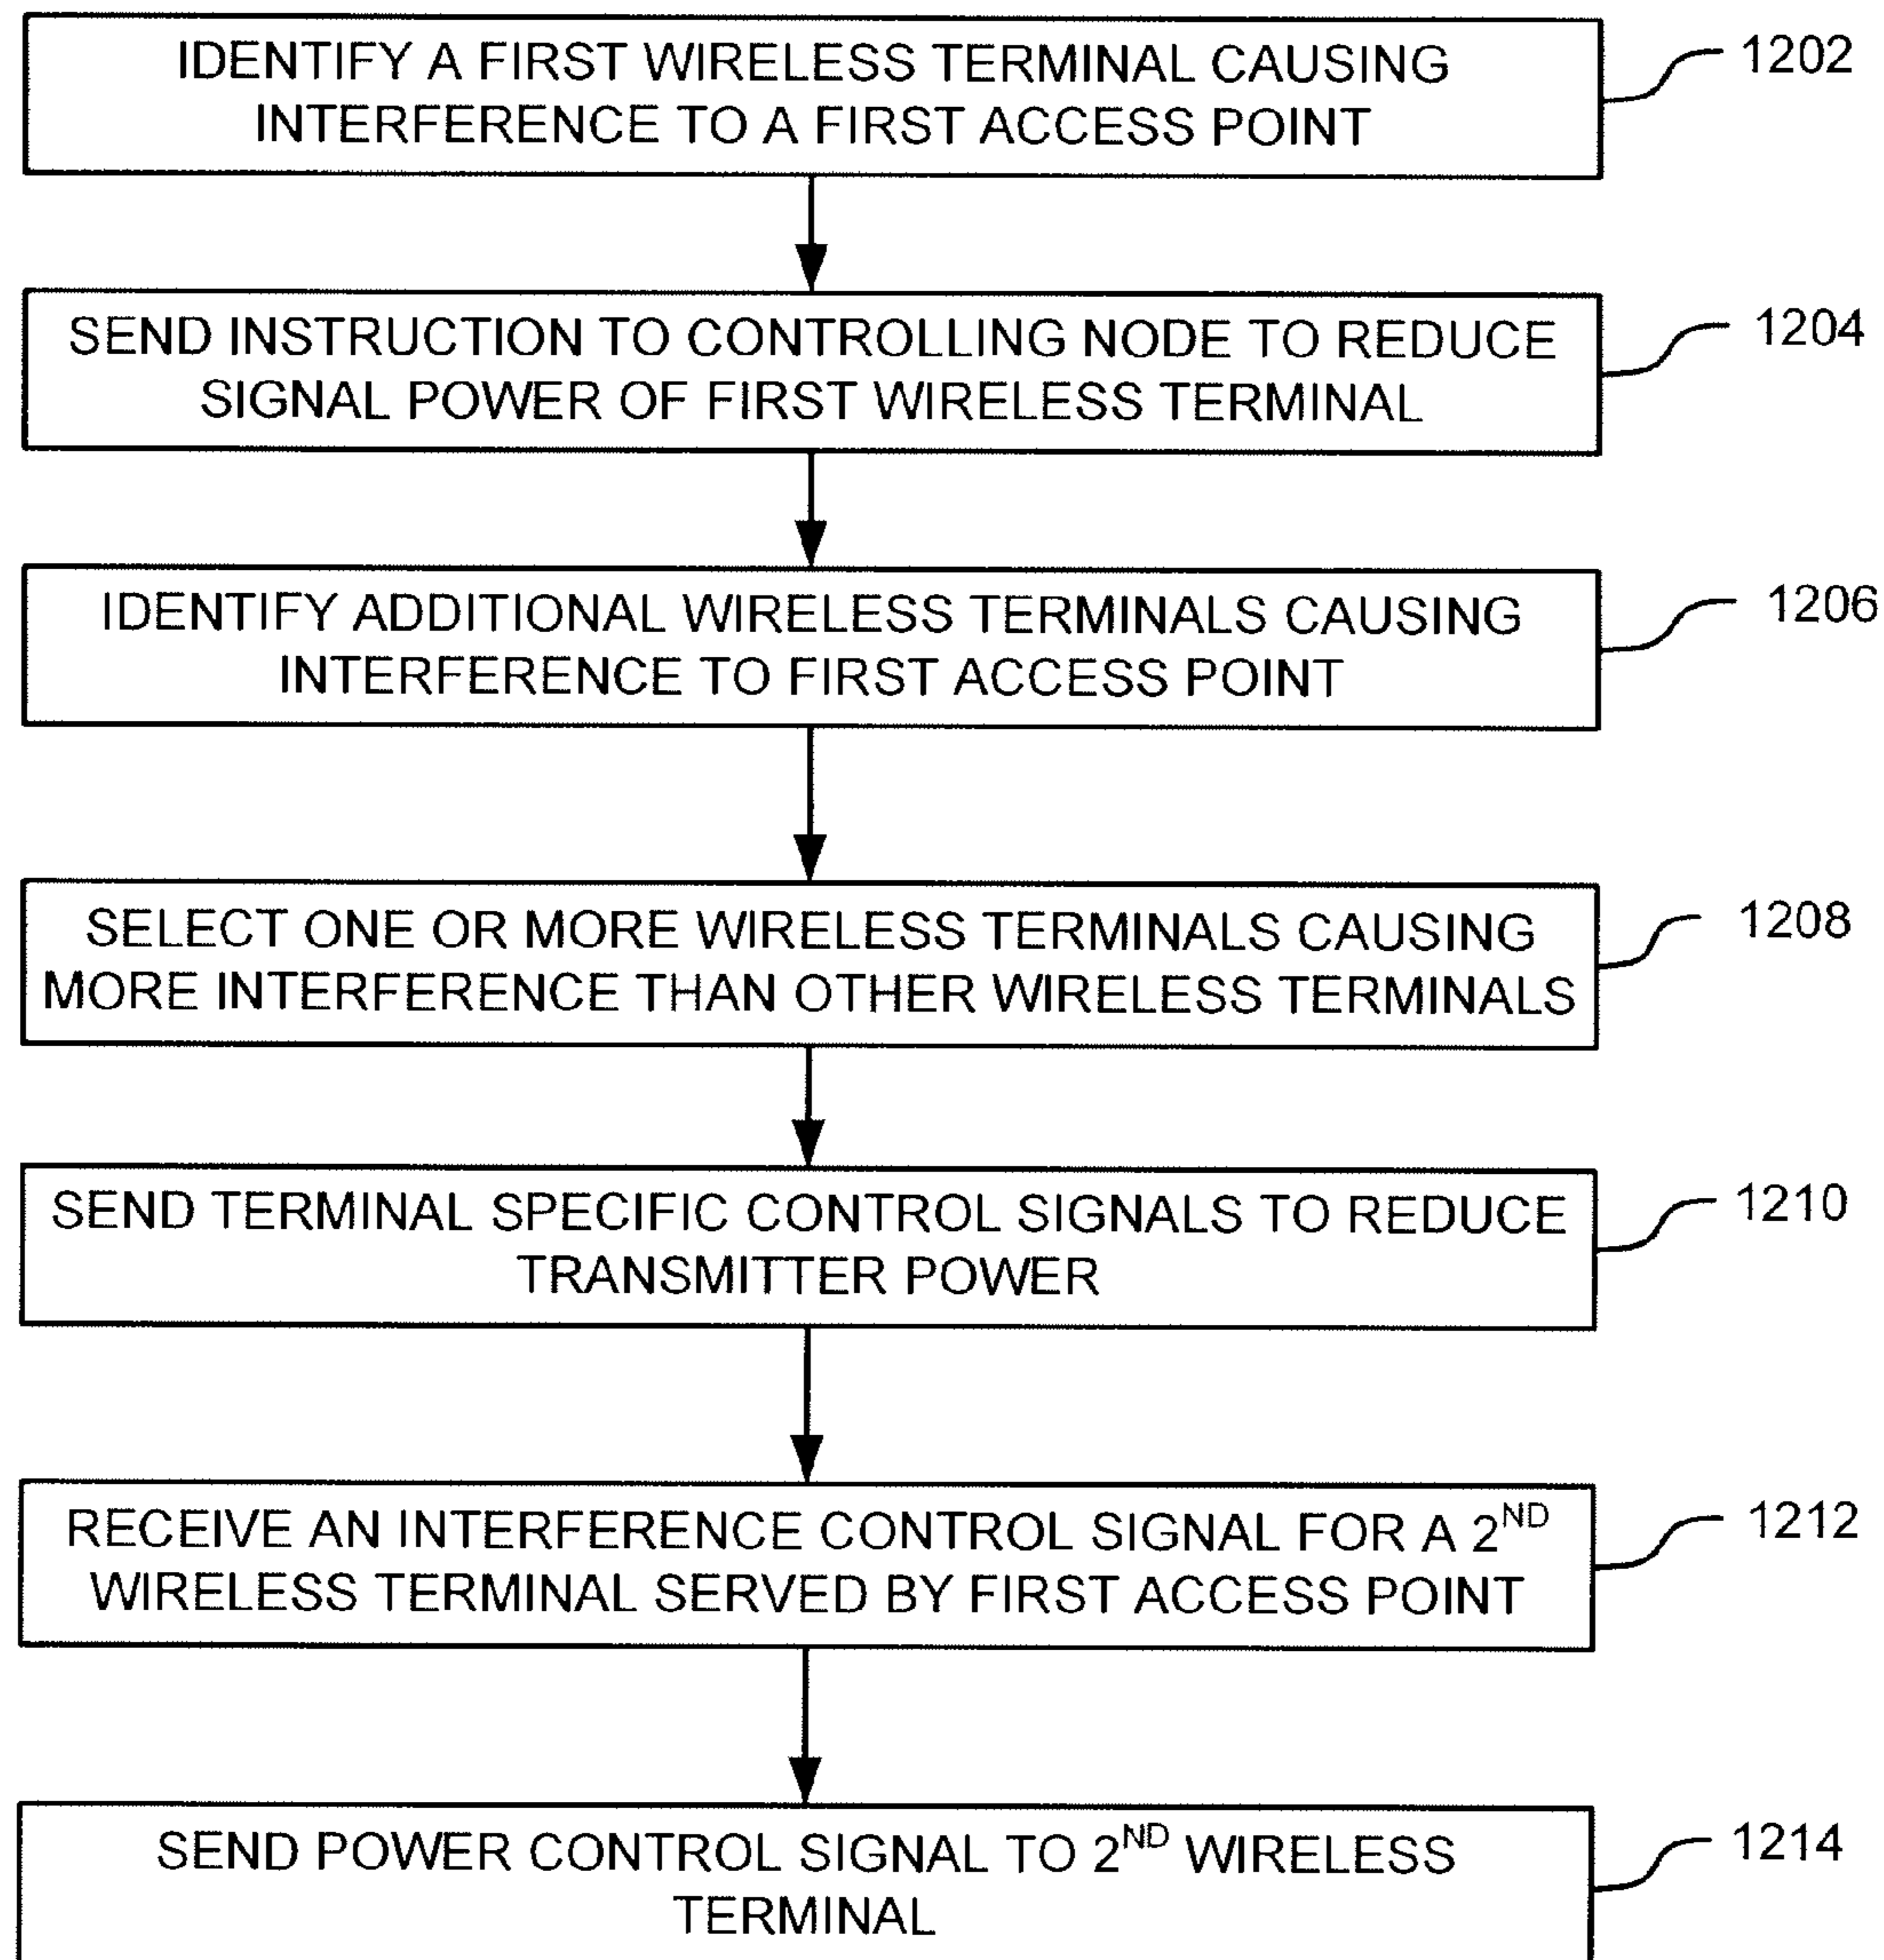 IDENTIFY A FIRST WIRELESS TERMINAL CAUSING
INTERFERENCE TO A FIRST ACCESS POINT
1202
SEND INSTRUCTION TO CONTROLLING NODE TO REDUCE
SIGNAL POWER OF FIRST WIRELESS TERMINAL
1204
IDENTIFY ADDITIONAL WIRELESS TERMINALS CAUSING
INTERFERENCE TO FIRST ACCESS POINT
1206
SELECT ONE OR MORE WIRELESS TERMINALS CAUSING
MORE INTERFERENCE THAN OTHER WIRELESS TERMINALS
1208
SEND TERMINAL SPECIFIC CONTROL SIGNALS TO REDUCE
TRANSMITTER POWER
1210
RECEIVE AN INTERFERENCE CONTROL SIGNAL FOR A 2ND
WIRELESS TERMINAL SERVED BY FIRST ACCESS POINT
1212
SEND POWER CONTROL SIGNAL TO 2ND WIRELESS
TERMINAL
1214